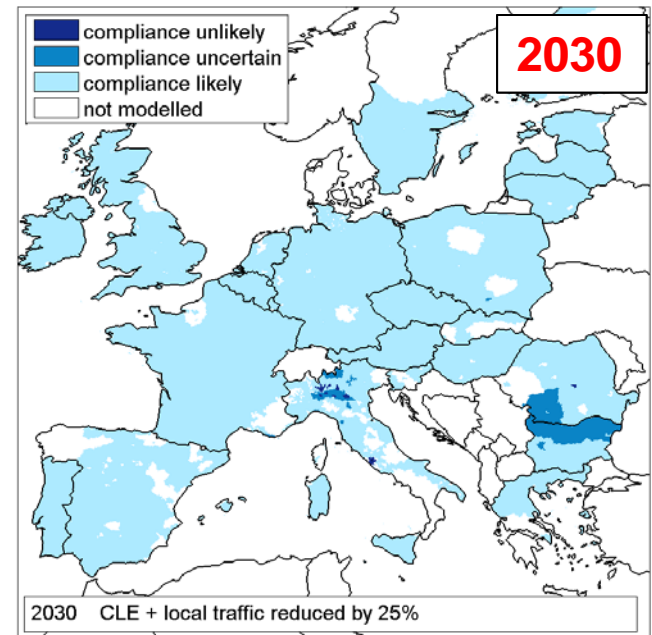 compliance unlikely
compliance uncertain
compliance likely
not modelled
2030
2030 CLE + local traffic reduced by 25%